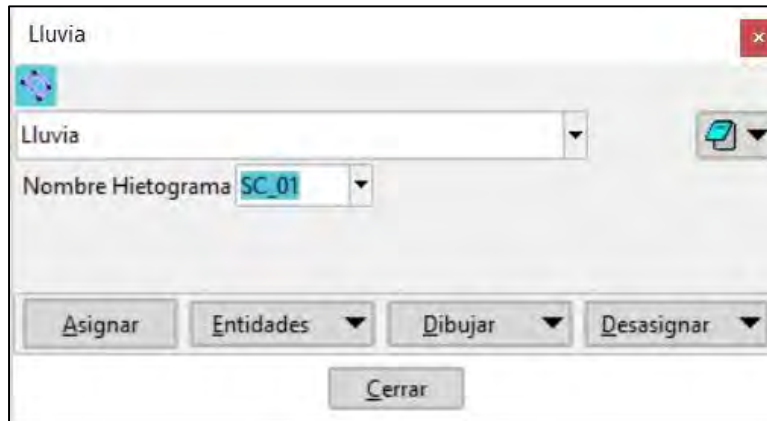 Lluvia
Lluvia
Nombre Hietograma SC_01
Asignar Entidades Dibujar Desasignar
Cerrar